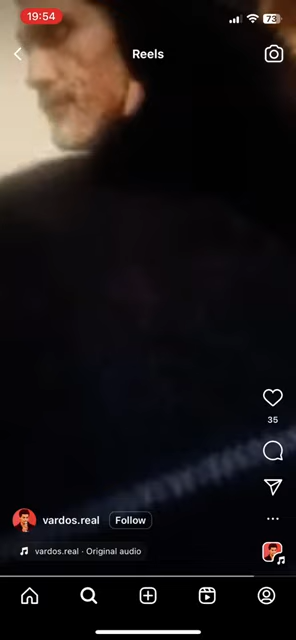 19:54
73
Reels
35
vardos.real
Follow
vardos.real · Original audio